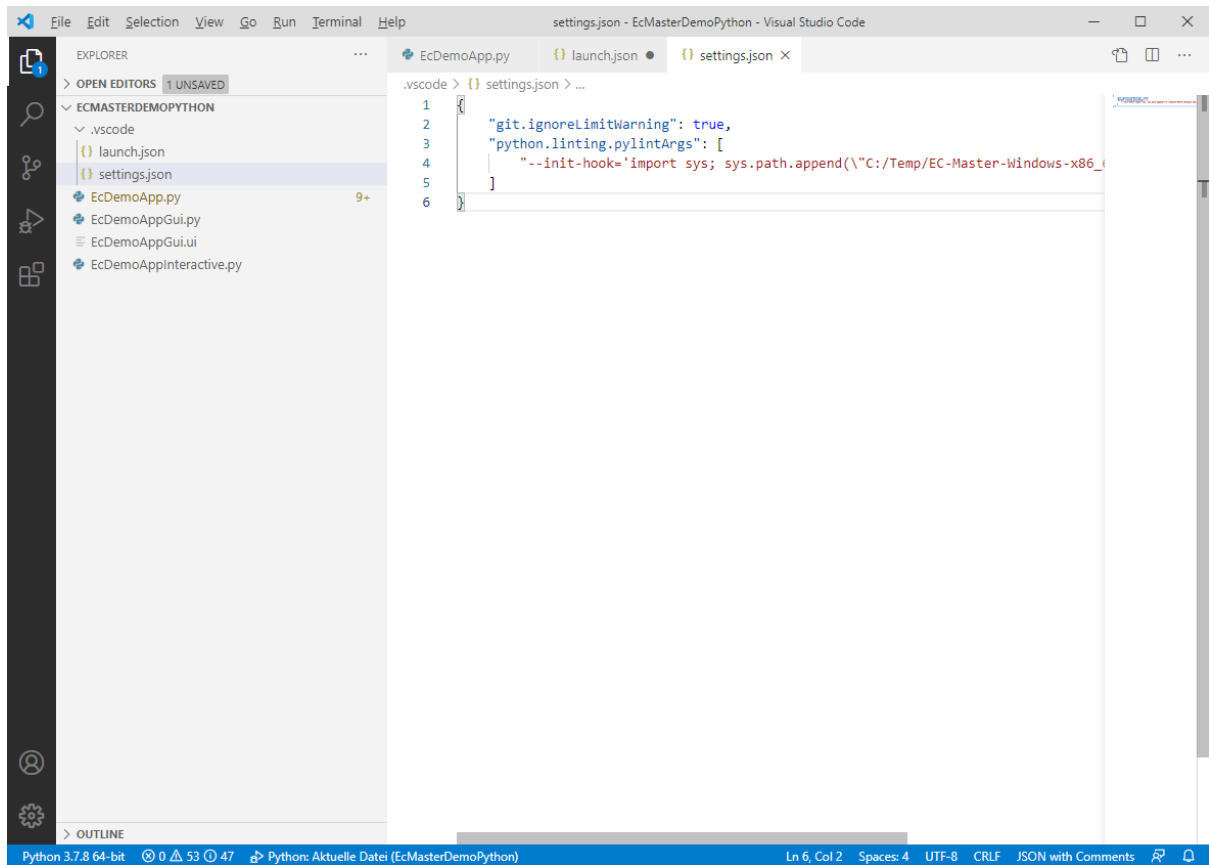 File Edit Selection View Go Run Terminal Help settings.json - EcMasterDemoPython - Visual Studio Code
EXPLORER
EcDemoApp.py {} launch.json ● {} settings.json ×
> OPEN EDITORS 1 UNSAVED
.vscode > {} settings.json > ...
ECMASTERDEMOPYTHON
.vscode
{} launch.json
{} settings.json
EcDemoApp.py 9+
EcDemoAppGui.py
EcDemoAppGui.ui
EcDemoAppInteractive.py
1 {
2 "git.ignoreLimitWarning": true,
3 "python.linting.pylintArgs": [
4 "--init-hook='import sys; sys.path.append(\"C:/Temp/EC-Master-Windows-x86_
5 ]
6 }
1
> OUTLINE
Python 3.7.8 64-bit 0 53 47 Python: Aktuelle Datei (EcMasterDemoPython) Ln 6, Col 2 Spaces: 4 UTF-8 CRLF JSON with Comments